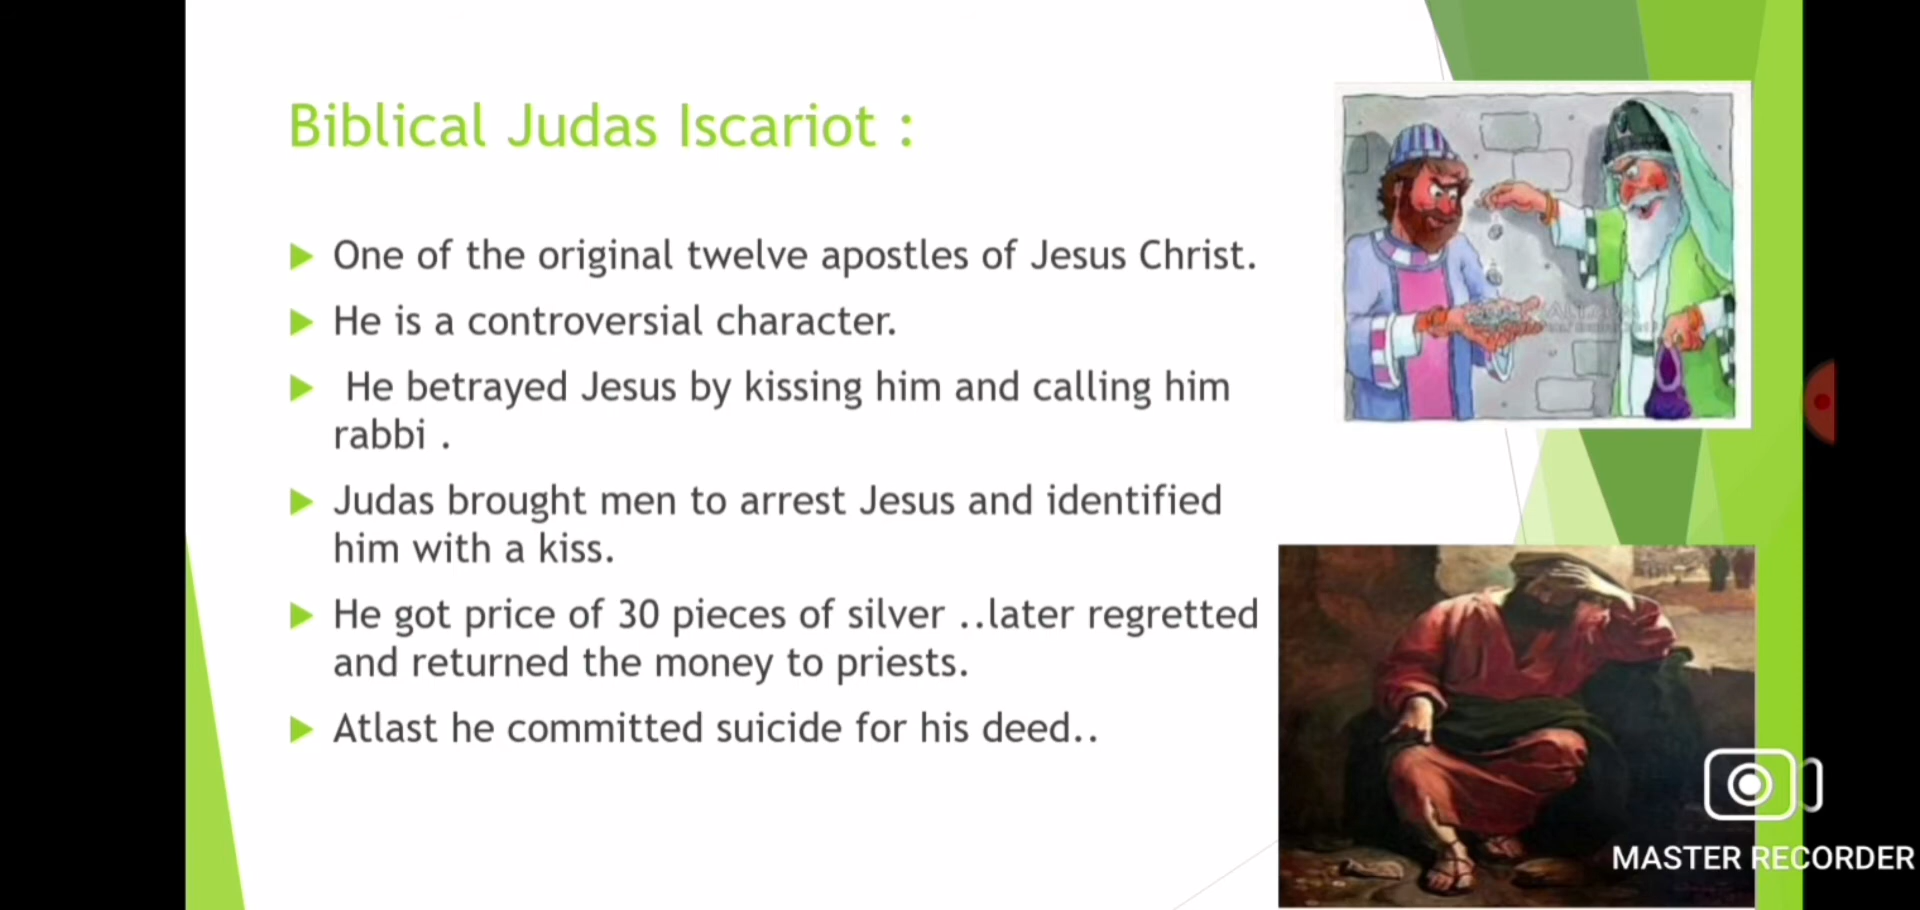 Biblical Judas Iscariot :
One of the original twelve apostles of Jesus Christ.
He is a controversial character.
He betrayed Jesus by kissing him and calling him
rabbi .
Judas brought men to arrest Jesus and identified
him with a kiss.
He got price of 30 pieces of silver ..later regretted
and returned the money to priests.
Atlast he committed suicide for his deed..
MASTER RECORDER